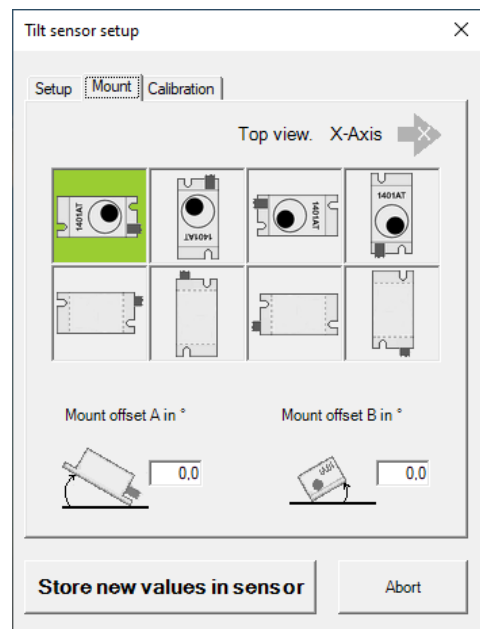 Tilt sensor setup
Setup Mount Calibration
Top view. X-Axis X
1401AT 1401AT 1401AT 1401AT
Mount offset A in ° Mount offset B in °
0,0 0,0
Store new values in sensor Abort